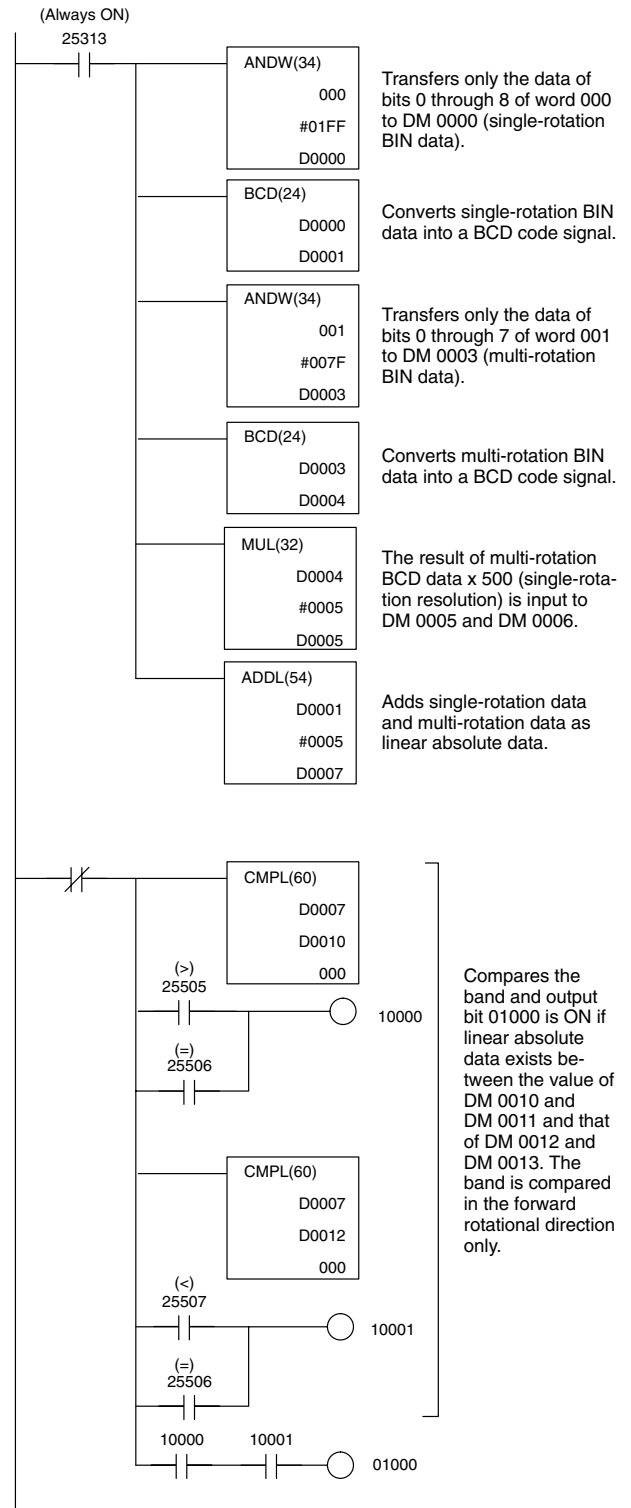 (Always ON)
25313
ANDW(34)
000
#01FF
D0000
Transfers only the data of
bits 0 through 8 of word 000
to DM 0000 (single-rotation
BIN data).
BCD(24)
D0000
D0001
Converts single-rotation BIN
data into a BCD code signal.
ANDW(34)
001
#007F
D0003
Transfers only the data of
bits 0 through 7 of word 001
to DM 0003 (multi-rotation
BIN data).
BCD(24)
D0003
D0004
Converts multi-rotation BIN
data into a BCD code signal.
MUL(32)
D0004
#0005
D0005
The result of multi-rotation
BCD data x 500 (single-rota-
tion resolution) is input to
DM 0005 and DM 0006.
ADDL(54)
D0001
#0005
D0007
Adds single-rotation data
and multi-rotation data as
linear absolute data.
CMPL(60)
D0007
D0010
000
(>)
25505
10000
(=)
25506
Compares the
band and output
bit 01000 is ON if
linear absolute
data exists be-
tween the value of
DM 0010 and
DM 0011 and that
of DM 0012 and
DM 0013. The
band is compared
in the forward
rotational direction
only.
CMPL(60)
D0007
D0012
000
(<)
25507
10001
(=)
25506
10000 10001
01000